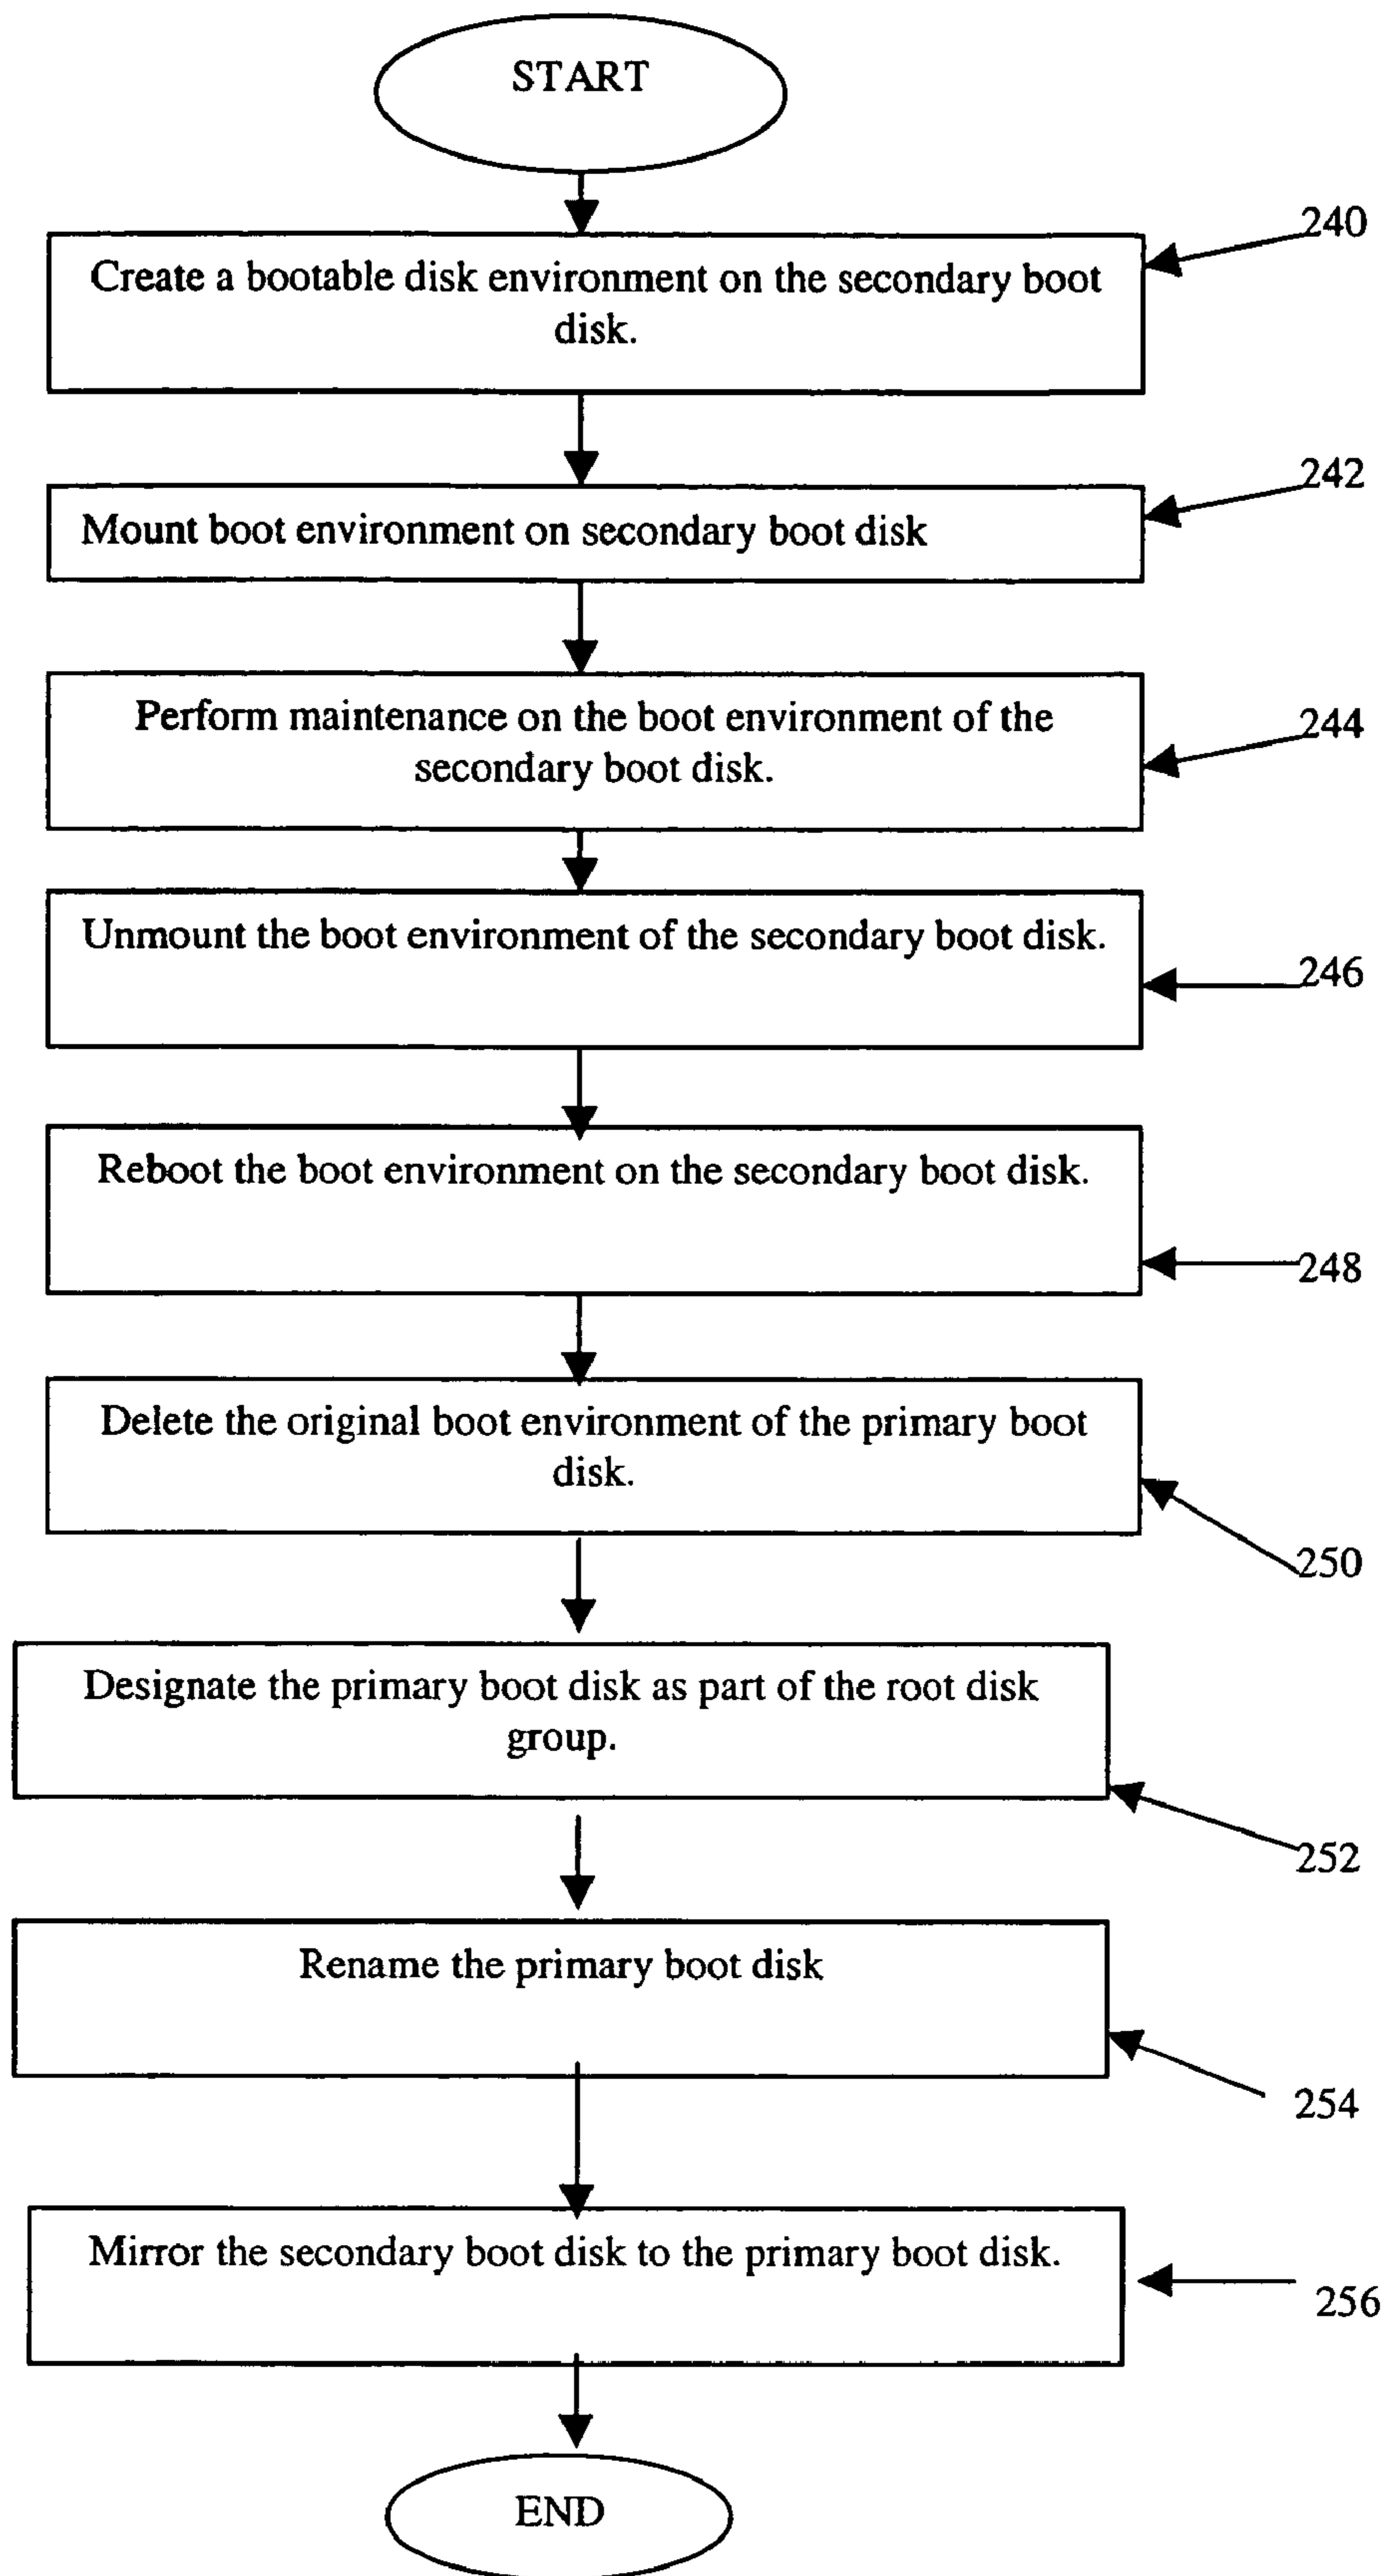 START
240
Create a bootable disk environment on the secondary boot
disk.
242
Mount boot environment on secondary boot disk
244
Perform maintenance on the boot environment of the
secondary boot disk.
246
Unmount the boot environment of the secondary boot disk.
248
Reboot the boot environment on the secondary boot disk.
250
Delete the original boot environment of the primary boot
disk.
252
Designate the primary boot disk as part of the root disk
group.
254
Rename the primary boot disk
256
Mirror the secondary boot disk to the primary boot disk.
END